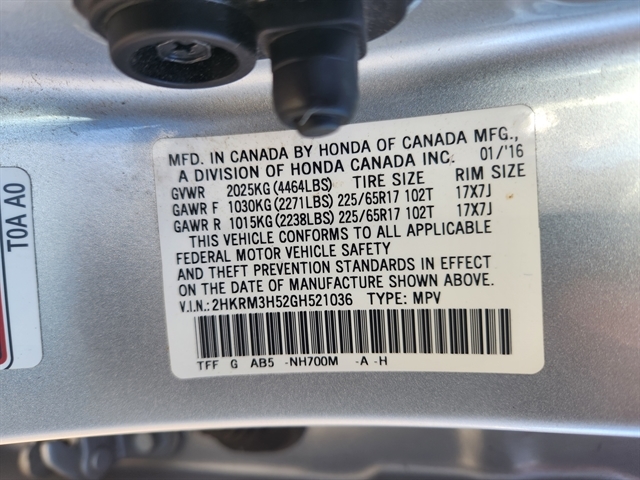 MFD. IN CANADA BY HONDA OF CANADA MFG.,
A DIVISION OF HONDA CANADA INC. 01/'16
GVWR 2025KG(4464LBS) TIRE SIZE RIM SIZE
GAWR F 1030KG(2271LBS) 225/65R17 102T 17X7J
GAWR R 1015KG(2238LBS) 225/65R17 102T 17X7J
THIS VEHICLE CONFORMS TO ALL APPLICABLE
FEDERAL MOTOR VEHICLE SAFETY
AND THEFT PREVENTION STANDARDS IN EFFECT
ON THE DATE OF MANUFACTURE SHOWN ABOVE.
V.I.N.: 2HKRM3H52GH521036 TYPE: MPV
TFF G AB5 -NH700M -A -H
T0A A0